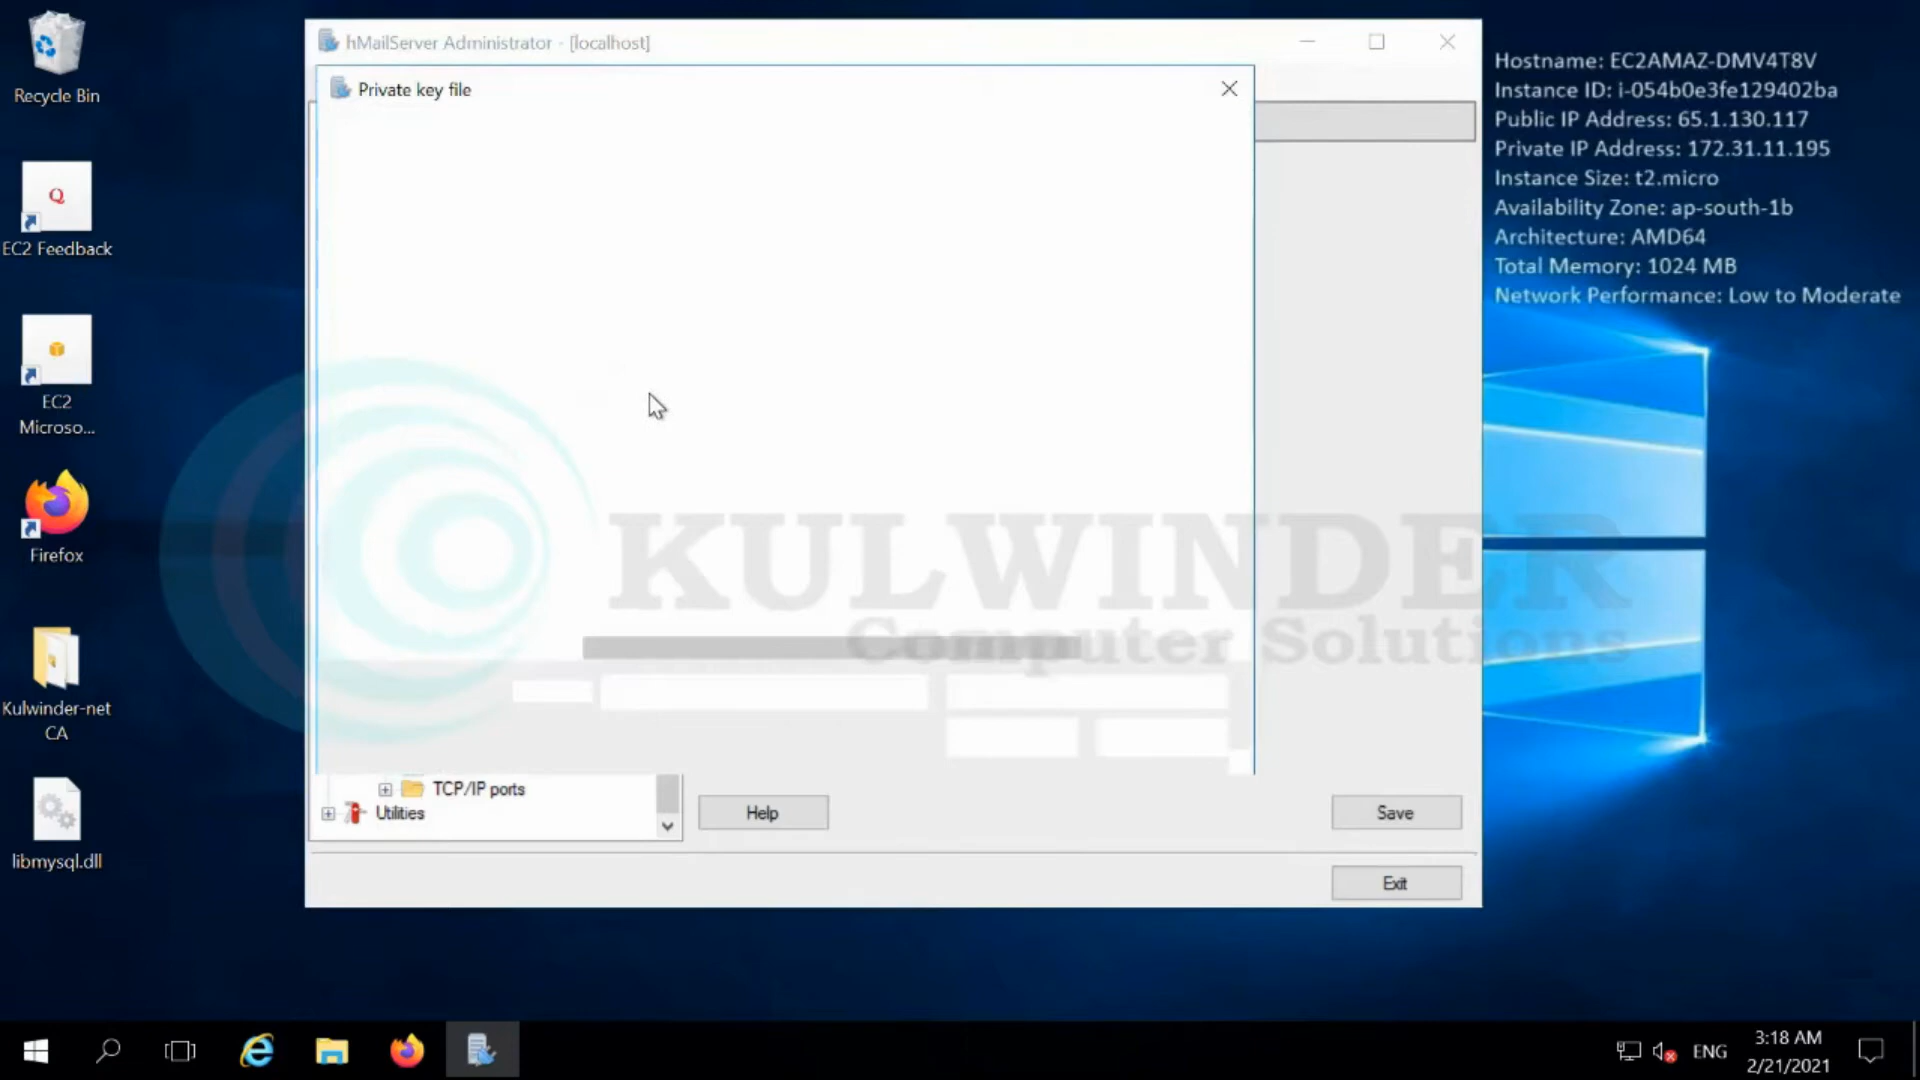 Recycle Bin
EC2 Feedback
EC2
Microso...
Firefox
Kulwinder-net
CA
libmysql.dll
hMailServer Administrator - [localhost]
Private key file
TCP/IP ports
Utilities
Help
Save
Exit
KULWINDER
Computer Solutions
Hostname: EC2AMAZ-DMV4T8V
Instance ID: i-054b0e3fe129402ba
Public IP Address: 65.1.130.117
Private IP Address: 172.31.11.195
Instance Size: t2.micro
Availability Zone: ap-south-1b
Architecture: AMD64
Total Memory: 1024 MB
Network Performance: Low to Moderate
ENG
3:18 AM
2/21/2021